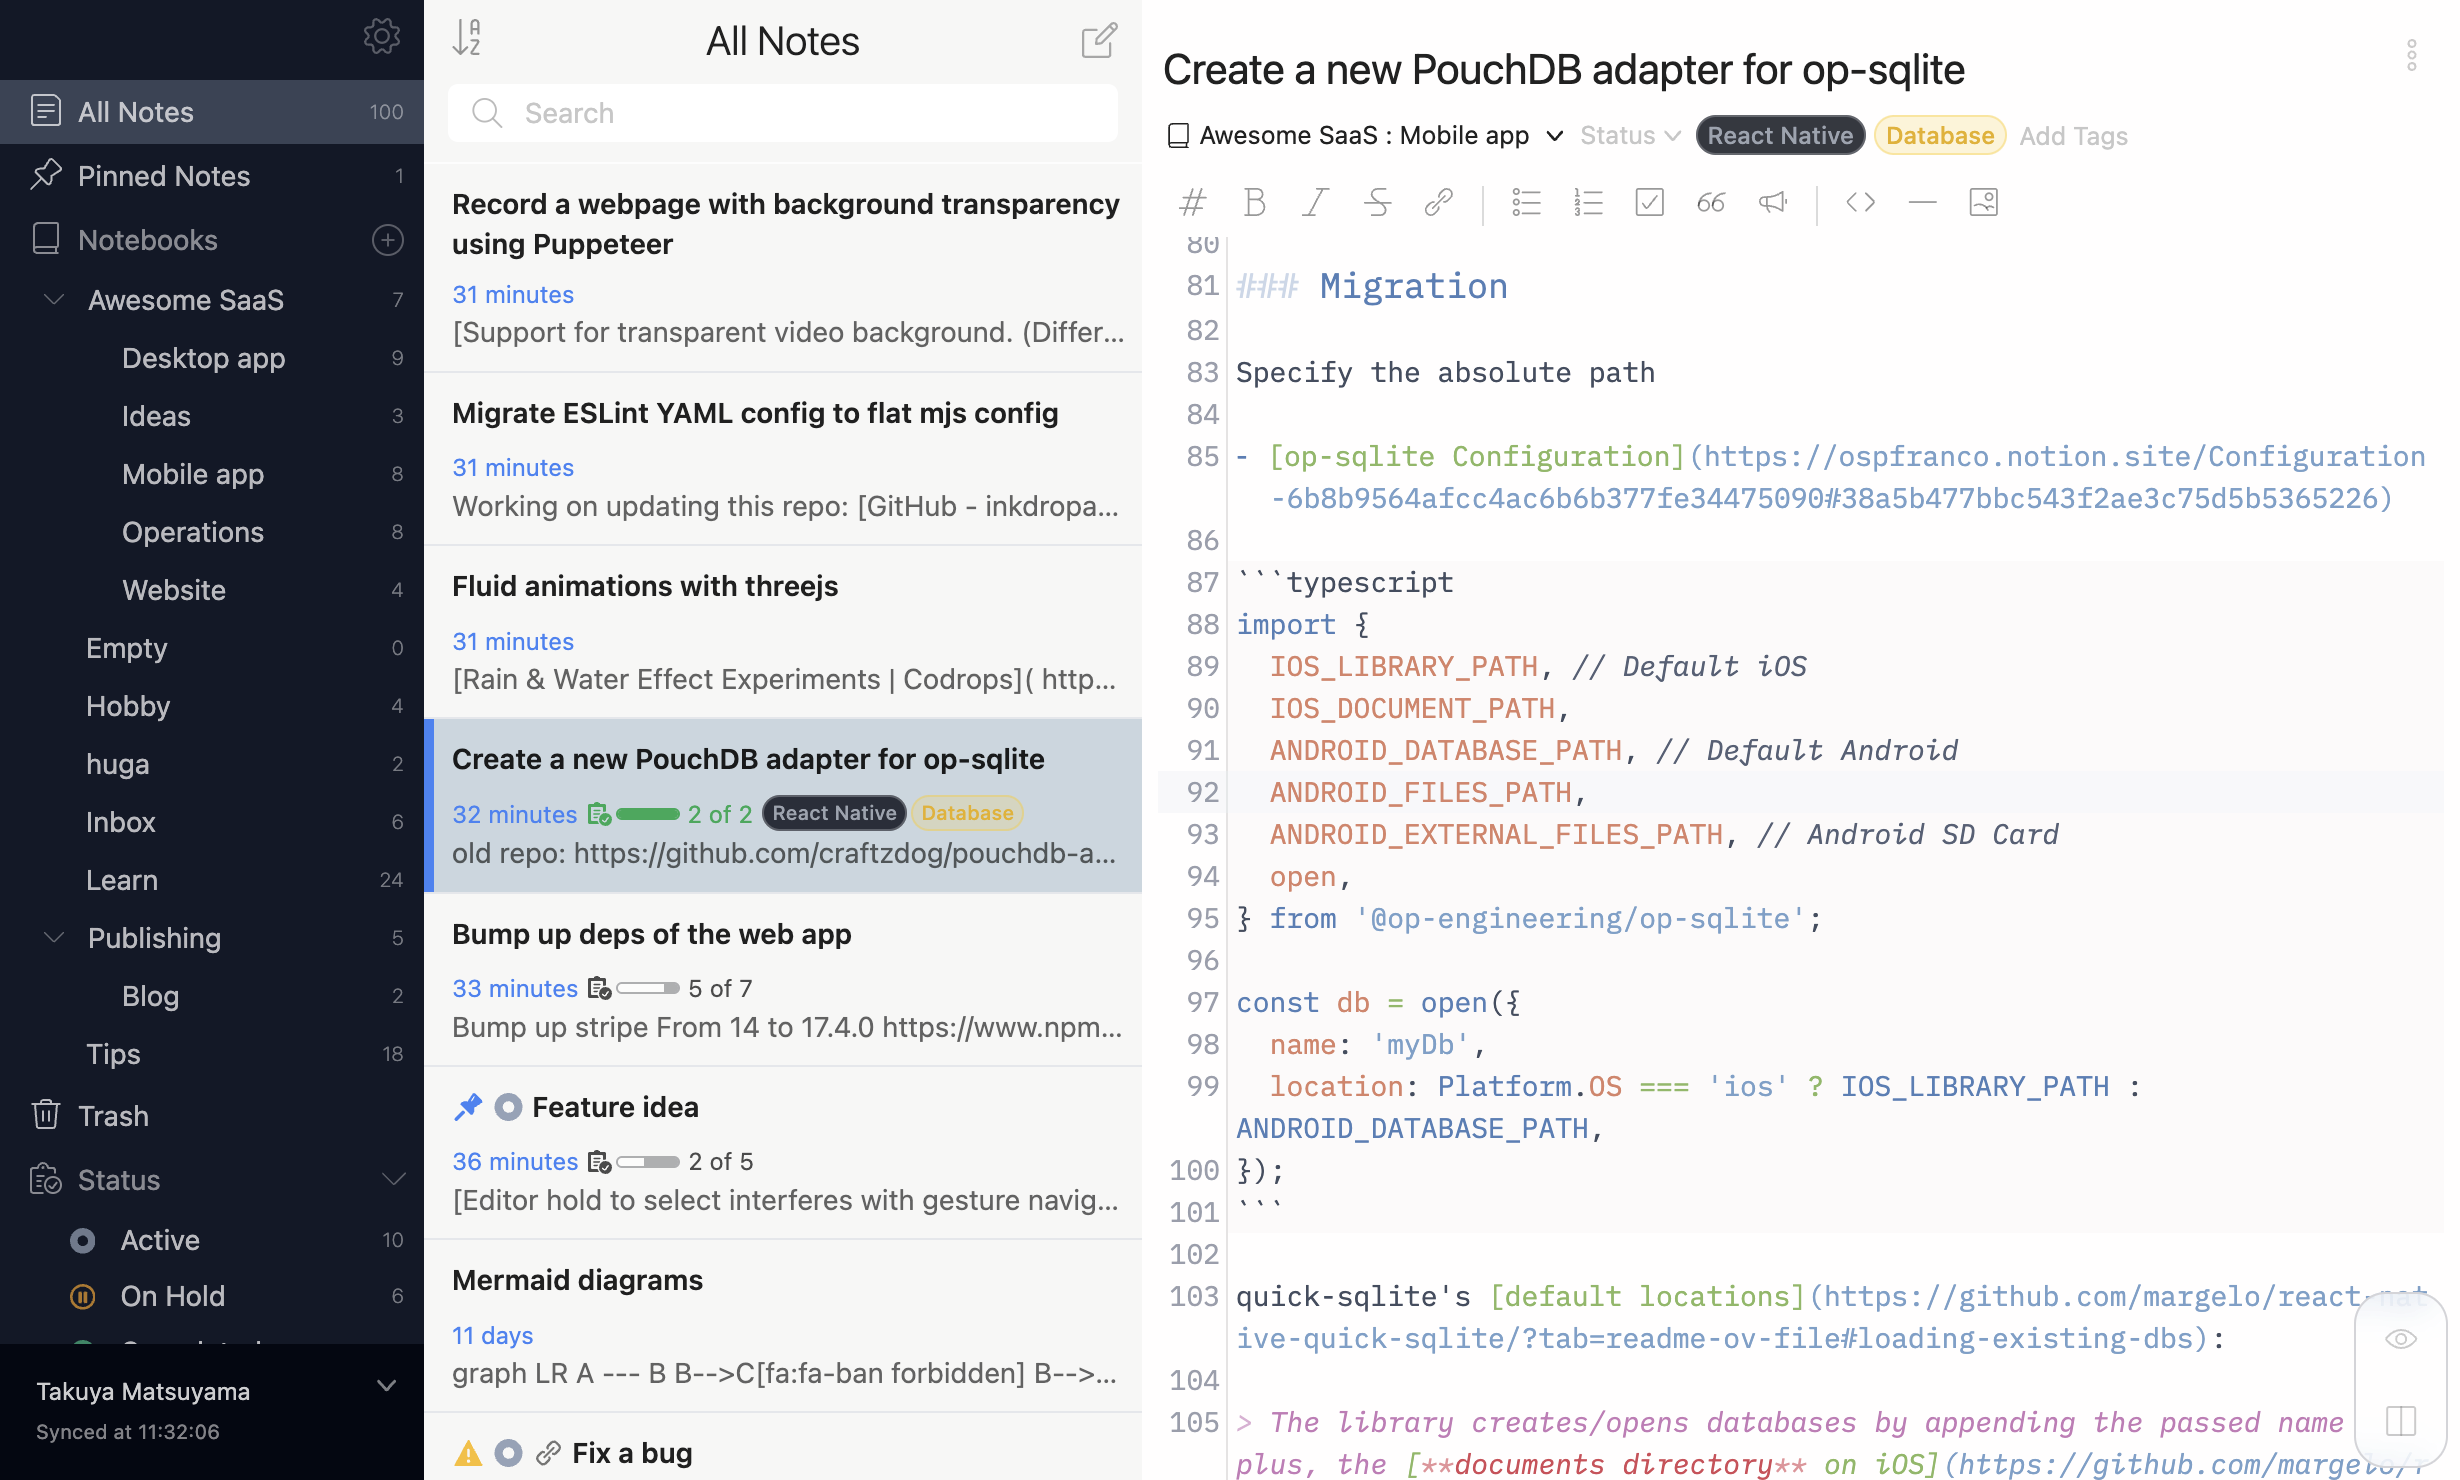 All Notes 100
Pinned Notes 1
Notebooks
Awesome SaaS 7
Desktop app 9
Ideas 3
Mobile app 8
Operations 8
Website 4
Empty 0
Hobby 4
huga 2
Inbox 6
Learn 24
Publishing 5
Blog 2
Tips 18
Trash
Status
Active 10
On Hold 6
Takuya Matsuyama
Synced at 11:32:06
All Notes
Search
Record a webpage with background transparency
using Puppeteer
31 minutes
[Support for transparent video background. (Differ...
Migrate ESLint YAML config to flat mjs config
31 minutes
Working on updating this repo: [GitHub - inkdropa...
Fluid animations with threejs
31 minutes
[Rain & Water Effect Experiments | Codrops]( http...
Create a new PouchDB adapter for op-sqlite
32 minutes 2 of 2 React Native Database
old repo: https://github.com/craftzdog/pouchdb-a...
Bump up deps of the web app
33 minutes 5 of 7
Bump up stripe From 14 to 17.4.0 https://www.npm...
Feature idea
36 minutes 2 of 5
[Editor hold to select interferes with gesture navig...
Mermaid diagrams
11 days
graph LR A --- B B-->C[fa:fa-ban forbidden] B-->...
Fix a bug
Create a new PouchDB adapter for op-sqlite
Awesome SaaS : Mobile app Status React Native Database Add Tags
80
81 ### Migration
82
83 Specify the absolute path
84
85 - [op-sqlite Configuration](https://ospfranco.notion.site/Configuration
-6b8b9564afcc4ac6b6b377fe34475090#38a5b477bbc543f2ae3c75d5b5365226)
86
87 ```typescript
88 import {
89 IOS_LIBRARY_PATH, // Default iOS
90 IOS_DOCUMENT_PATH,
91 ANDROID_DATABASE_PATH, // Default Android
92 ANDROID_FILES_PATH,
93 ANDROID_EXTERNAL_FILES_PATH, // Android SD Card
94 open,
95 } from '@op-engineering/op-sqlite';
96
97 const db = open({
98 name: 'myDb',
99 location: Platform.OS === 'ios' ? IOS_LIBRARY_PATH :
ANDROID_DATABASE_PATH,
100 });
101 ```
102
103 quick-sqlite's [default locations](https://github.com/margelo/react-nat
ive-quick-sqlite/?tab=readme-ov-file#loading-existing-dbs):
104
105 > The library creates/opens databases by appending the passed name
plus, the [**documents directory** on iOS](https://github.com/margelo/r